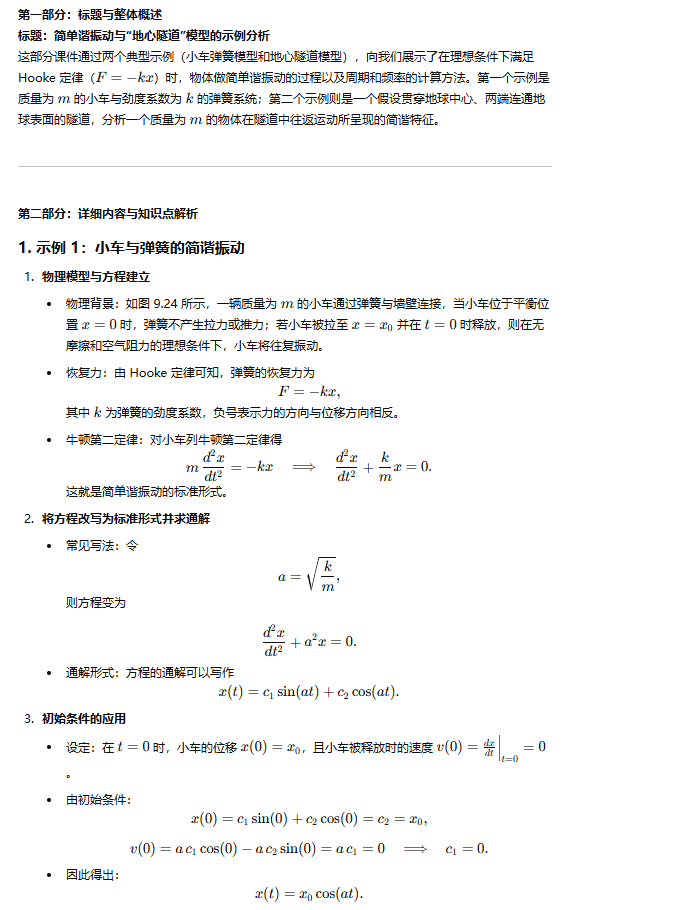 第一部分：标题与整体概述
标题：简单谐振动与“地心隧道”模型的示例分析
这部分课件通过两个典型示例（小车弹簧模型和地心隧道模型），向我们展示了在理想条件下满足
Hooke 定律（F = −kx）时，物体做简单谐振动的过程以及周期和频率的计算方法。第一个示例是
质量为 m 的小车与劲度系数为 k 的弹簧系统；第二个示例则是一个假设贯穿地球中心、两端连通地
球表面的隧道，分析一个质量为 m 的物体在隧道中往返运动所呈现的简谐特征。
第二部分：详细内容与知识点解析
1. 示例 1：小车与弹簧的简谐振动
1. 物理模型与方程建立
• 物理背景：如图 9.24 所示，一辆质量为 m 的小车通过弹簧与墙壁连接，当小车位于平衡位
置 x = 0 时，弹簧不产生拉力或推力；若小车被拉至 x = x₀ 并在 t = 0 时释放，则在无
摩擦和空气阻力的理想条件下，小车将往复振动。
• 恢复力：由 Hooke 定律可知，弹簧的恢复力为
F = −kx,
其中 k 为弹簧的劲度系数，负号表示力的方向与位移方向相反。
• 牛顿第二定律：对小车列牛顿第二定律得
m d²x/dt² = −kx ⟹ d²x/dt² + k/m x = 0.
这就是简单谐振动的标准形式。
2. 将方程改写为标准形式并求通解
• 常见写法：令
a = √(k/m),
则方程变为
d²x/dt² + a²x = 0.
• 通解形式：方程的通解可以写作
x(t) = c₁ sin(at) + c₂ cos(at).
3. 初始条件的应用
• 设定：在 t = 0 时，小车的位移 x(0) = x₀，且小车被释放时的速度 v(0) = dx/dt|ₜ₌₀ = 0
。
• 由初始条件：
x(0) = c₁ sin(0) + c₂ cos(0) = c₂ = x₀,
v(0) = a c₁ cos(0) − a c₂ sin(0) = a c₁ = 0 ⟹ c₁ = 0.
• 因此得出：
x(t) = x₀ cos(at).